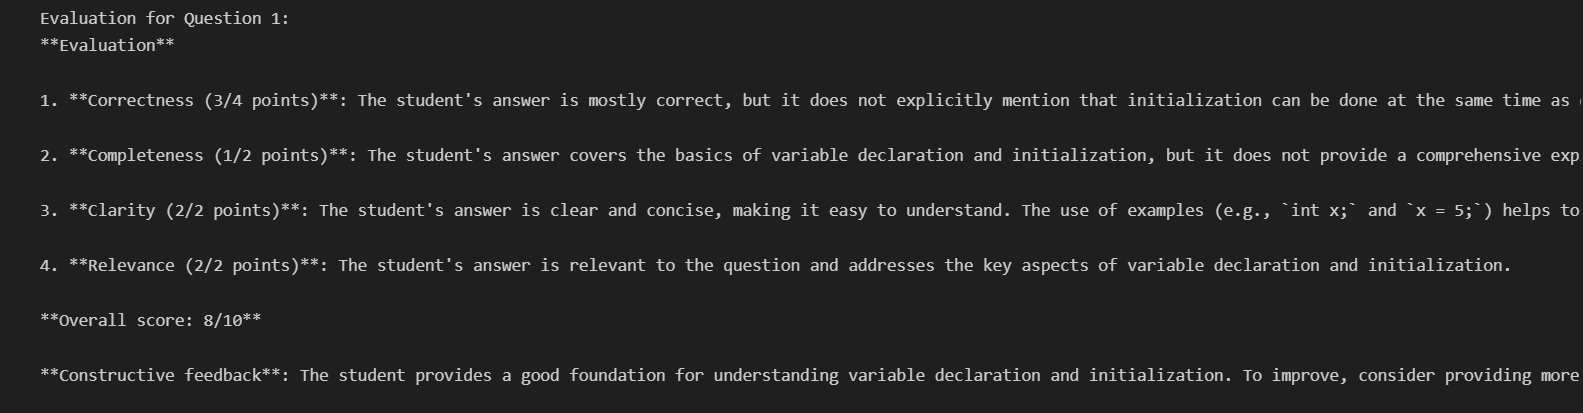 Evaluation for Question 1:
**Evaluation**
1. **Correctness (3/4 points)**: The student's answer is mostly correct, but it does not explicitly mention that initialization can be done at the same time as
2. **Completeness (1/2 points)**: The student's answer covers the basics of variable declaration and initialization, but it does not provide a comprehensive exp
3. **Clarity (2/2 points)**: The student's answer is clear and concise, making it easy to understand. The use of examples (e.g., `int x;` and `x = 5;`) helps to
4. **Relevance (2/2 points)**: The student's answer is relevant to the question and addresses the key aspects of variable declaration and initialization.
**Overall score: 8/10**
**Constructive feedback**: The student provides a good foundation for understanding variable declaration and initialization. To improve, consider providing more